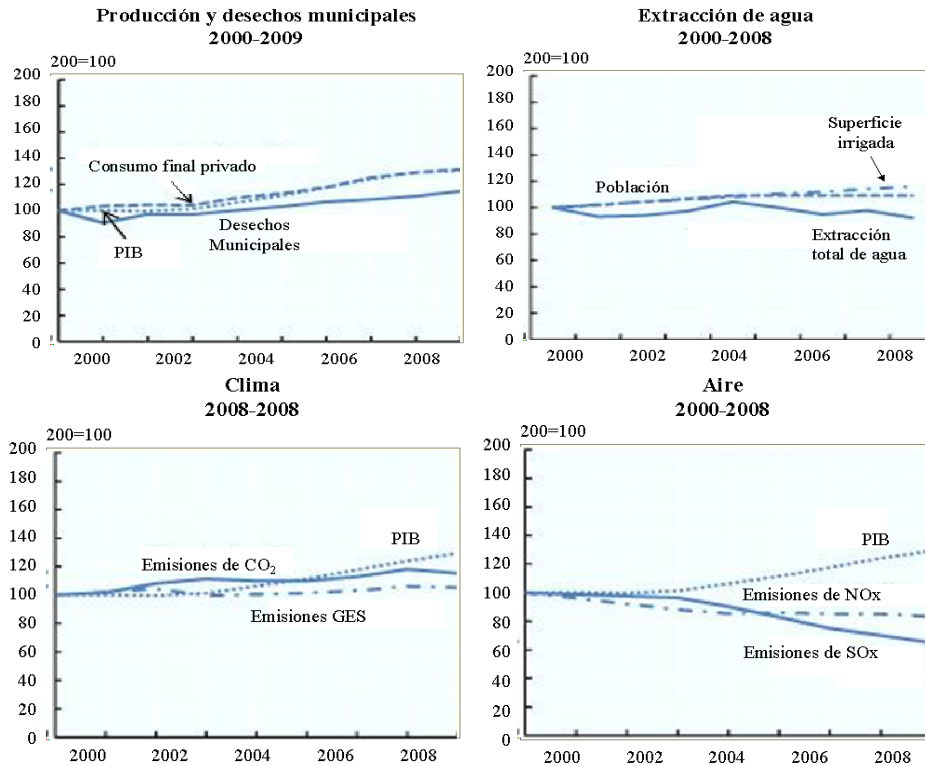 Producción y desechos municipales
2000-2009
200=100
200
180
160
140
120
100
80
60
40
20
0
Consumo final privado
PIB
Desechos
Municipales
2000 2002 2004 2006 2008
Extracción de agua
2000-2008
200=100
200
180
160
140
120
100
80
60
40
20
0
Superficie
irrigada
Población
Extracción
total de agua
2000 2002 2004 2006 2008
Clima
2008-2008
200=100
200
180
160
140
120
100
80
60
40
20
0
PIB
Emisiones de CO₂
Emisiones GES
2000 2002 2004 2006 2008
Aire
2000-2008
200=100
200
180
160
140
120
100
80
60
40
20
0
PIB
Emisiones de NOx
Emisiones de SOx
2000 2002 2004 2006 2008